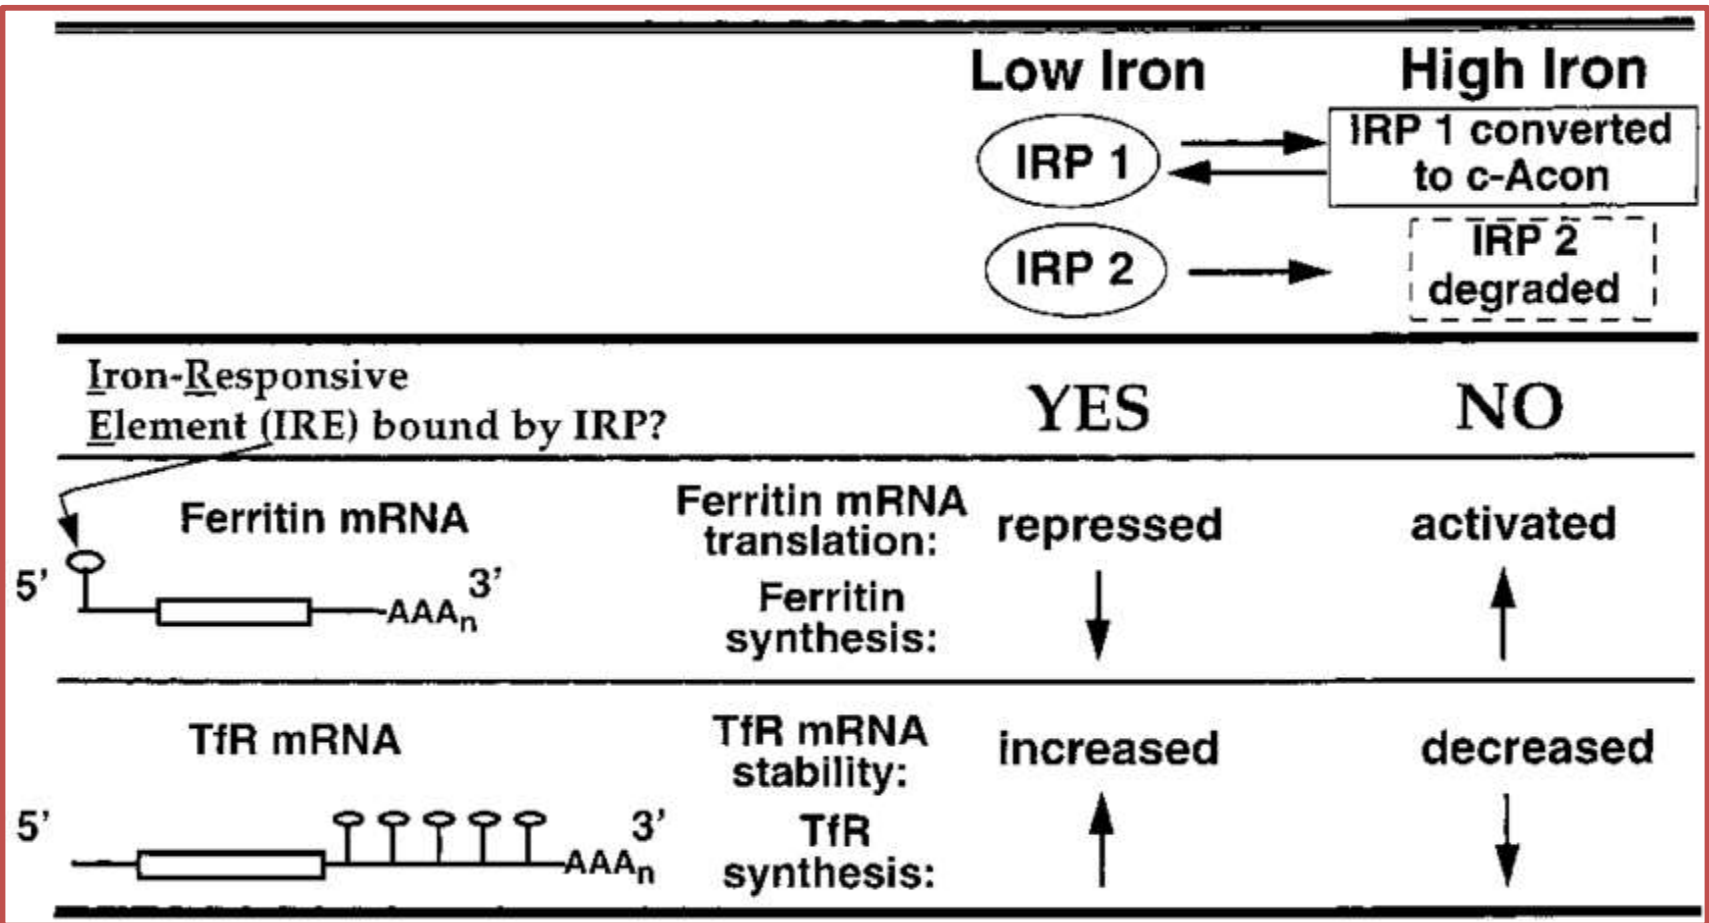 Low Iron High Iron
IRP 1
IRP 1 converted
to c-Acon
IRP 2
IRP 2
degraded
Iron-Responsive
Element (IRE) bound by IRP?
YES NO
Ferritin mRNA
5' 3'
AAAn
Ferritin mRNA
translation:
repressed activated
Ferritin
synthesis:
TfR mRNA
5' 3'
AAAn
TfR mRNA
stability:
increased decreased
TfR
synthesis: